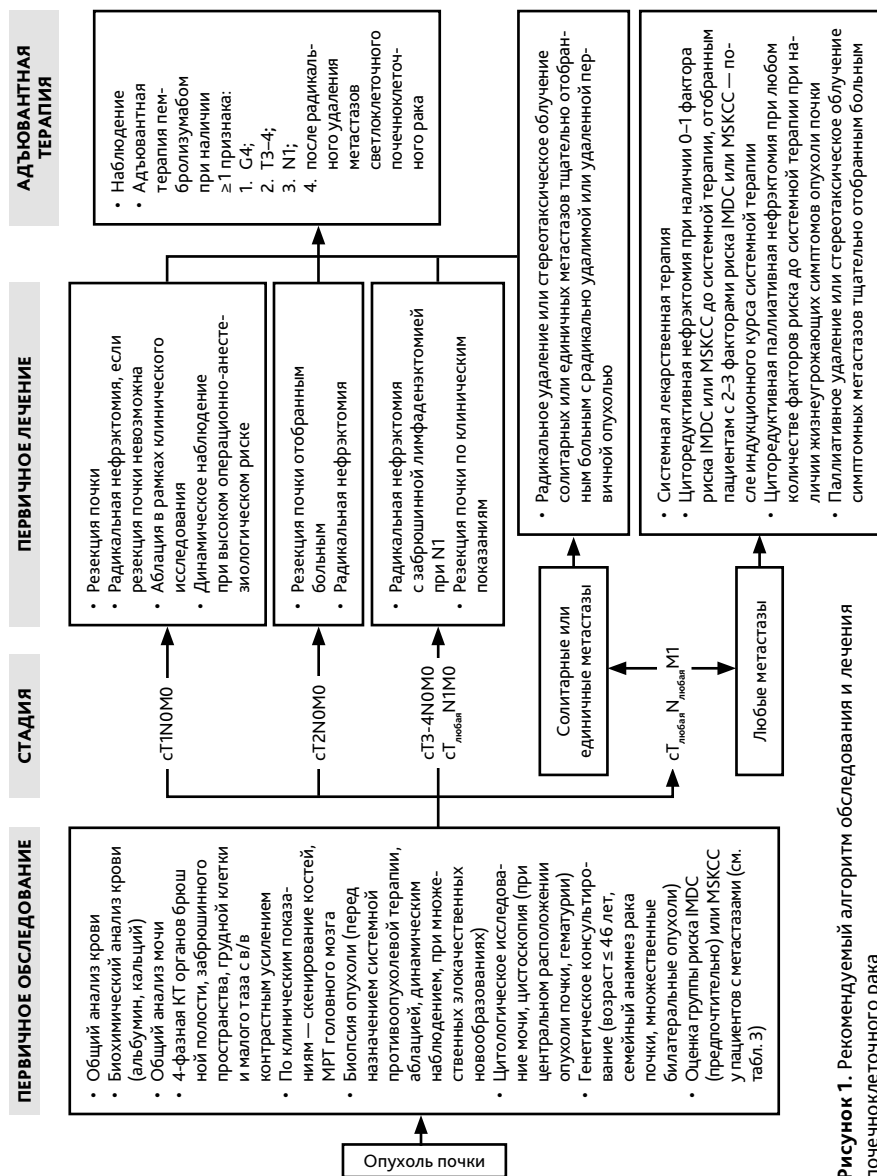 ПЕРВИЧНОЕ ОБСЛЕДОВАНИЕ
СТАДИЯ
ПЕРВИЧНОЕ ЛЕЧЕНИЕ
АДЪЮВАНТНАЯ
ТЕРАПИЯ
Опухоль почки
• Общий анализ крови
• Биохимический анализ крови
(альбумин, кальций)
• Общий анализ мочи
• 4-фазная КТ органов брюш
ной полости, забрюшинного
пространства, грудной клетки
и малого таза с в/в
контрастным усилением
• По клиническим показа-
ниям — сканирование костей,
МРТ головного мозга
• Биопсия опухоли (перед
назначением системной
противоопухолевой терапии,
аблацией, динамическим
наблюдением, при множе-
ственных злокачественных
новообразованиях)
• Цитологическое исследова-
ние мочи, цистоскопия (при
центральном расположении
опухоли почки, гематурии)
• Генетическое консультиро-
вание (возраст ≤ 46 лет,
семейный анамнез рака
почки, множественные
билатеральные опухоли)
• Оценка группы риска IMDC
(предпочтительно) или MSKCC
у пациентов с метастазами (см.
табл. 3)
cT1N0M0
cT2N0M0
cT3-4N0M0
cTлюбаяN1M0
Солитарные или
единичные метастазы
cTлюбаяNлюбаяM1
Любые метастазы
• Резекция почки
• Радикальная нефрэктомия, если
резекция почки невозможна
• Аблация в рамках клинического
исследования
• Динамическое наблюдение
при высоком операционно-анесте-
зиологическом риске
• Резекция почки отобранным
больным
• Радикальная нефрэктомия
• Радикальная нефрэктомия
с забрюшинной лимфаденэктомией
при N1
• Резекция почки по клиническим
показаниям
• Радикальное удаление или стереотаксическое облучение
солитарных или единичных метастазов тщательно отобран-
ным больным с радикально удалимой или удаленной пер-
вичной опухолью
• Системная лекарственная терапия
• Циторедуктивная нефрэктомия при наличии 0–1 фактора
риска IMDC или MSKCC до системной терапии, отобранным
пациентам с 2–3 факторами риска IMDC или MSKCC — по-
сле индукционного курса системной терапии
• Циторедуктивная паллиативная нефрэктомия при любом
количестве факторов риска до системной терапии при на-
личии жизнеугрожающих симптомов опухоли почки
• Паллиативное удаление или стереотаксическое облучение
симптомных метастазов тщательно отобранным больным
• Наблюдение
• Адъювантная
терапия пем-
бролизумабом
при наличии
≥ 1 признака:
1. G4;
2. T3–4;
3. N1;
4. после радикаль-
ного удаления
метастазов
светлоклеточного
почечноклеточ-
ного рака
Рисунок 1. Рекомендуемый алгоритм обследования и лечения
почечноклеточного рака